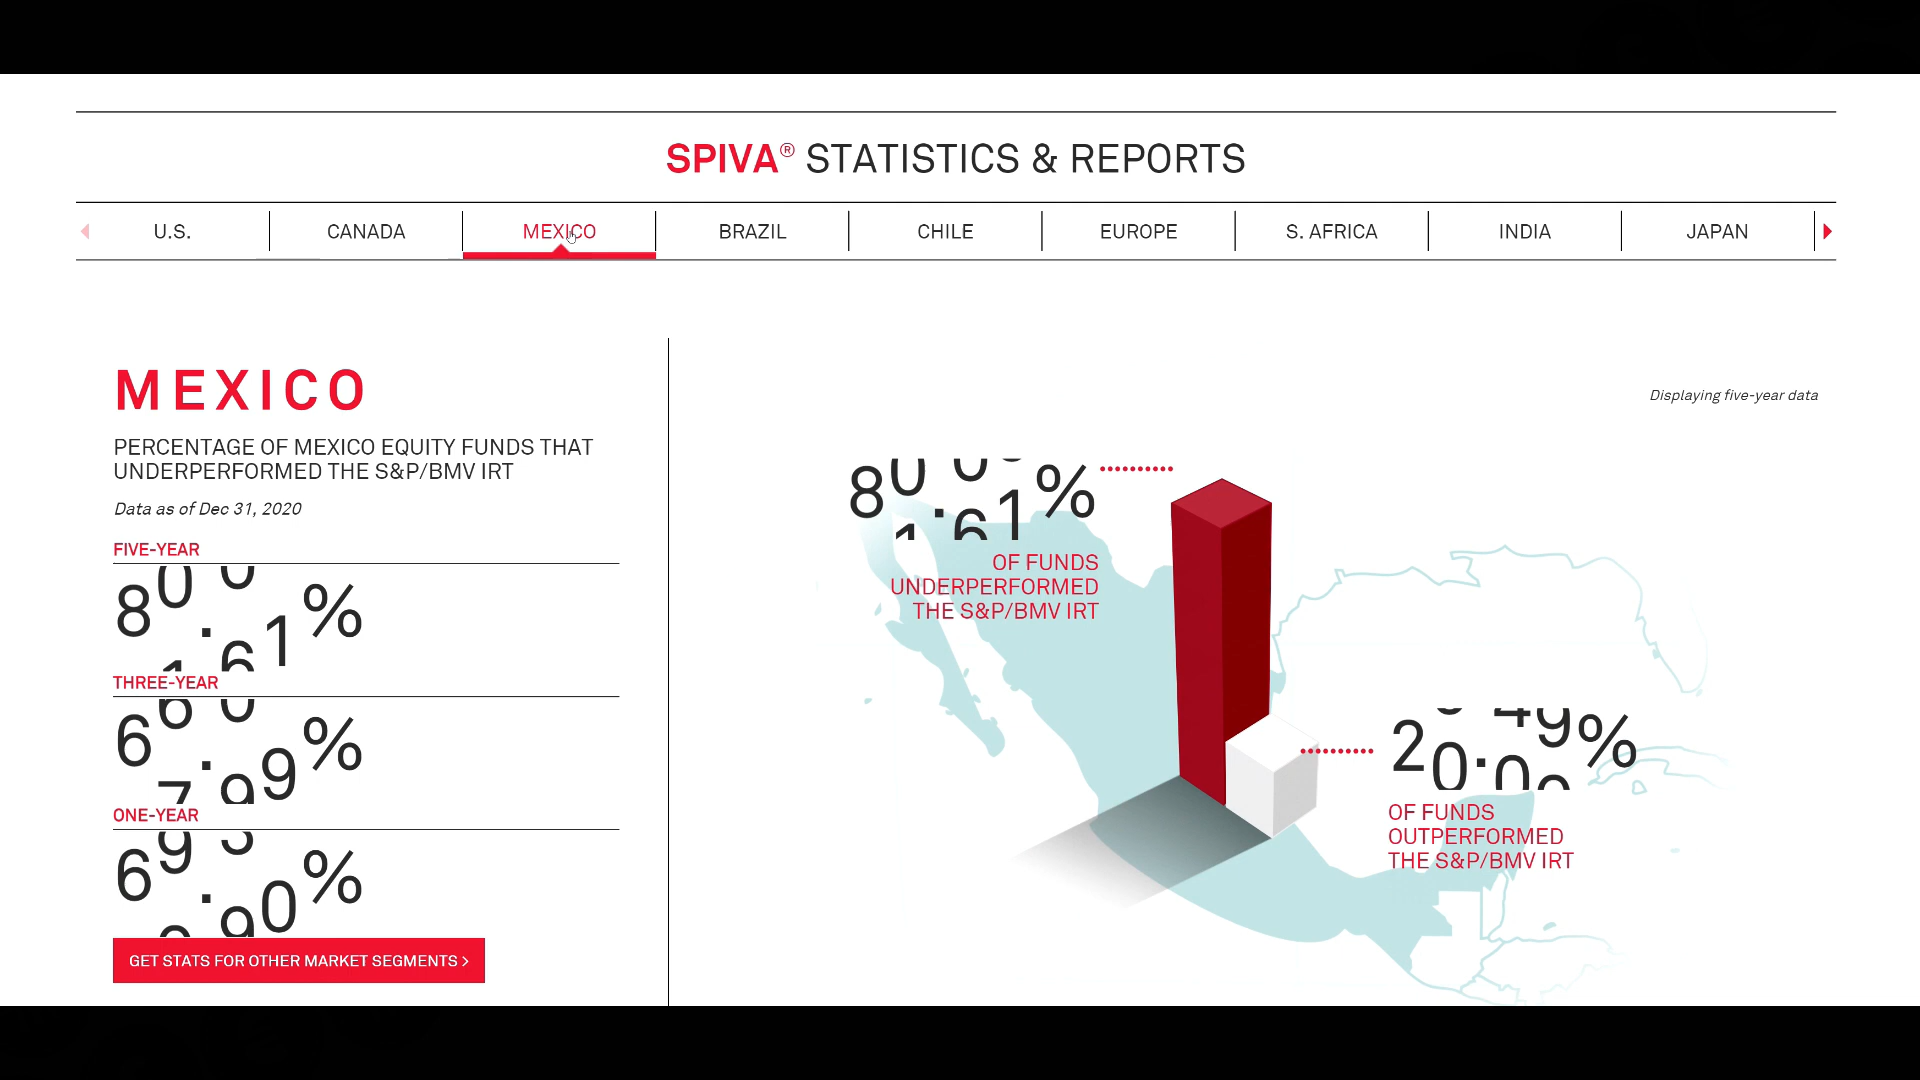 SPIVA® STATISTICS & REPORTS
U.S.
CANADA
MEXICO
BRAZIL
CHILE
EUROPE
S. AFRICA
INDIA
JAPAN
MEXICO
PERCENTAGE OF MEXICO EQUITY FUNDS THAT
UNDERPERFORMED THE S&P/BMV IRT
Data as of Dec 31, 2020
FIVE-YEAR
THREE-YEAR
ONE-YEAR
GET STATS FOR OTHER MARKET SEGMENTS >
Displaying five-year data
OF FUNDS
UNDERPERFORMED
THE S&P/BMV IRT
OF FUNDS
OUTPERFORMED
THE S&P/BMV IRT